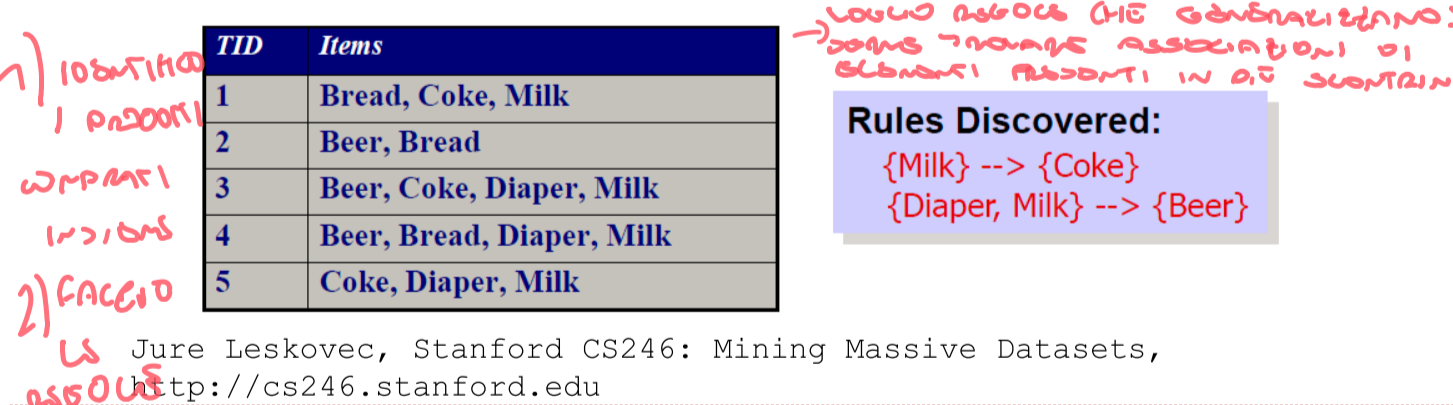 VOGLIO REGOLE CHE GENERALIZZANO:
DEVE TROVARE ASSOCIAZIONI DI
ELEMENTI PRESENTI IN PIÙ SCONTRIN
1) IDENTIFICO
I PRODOTTI
COMPRATI
INSIEME
2) FACCIO
LE
REGOLE
TID Items
1 Bread, Coke, Milk
2 Beer, Bread
3 Beer, Coke, Diaper, Milk
4 Beer, Bread, Diaper, Milk
5 Coke, Diaper, Milk
Rules Discovered:
{Milk} --> {Coke}
{Diaper, Milk} --> {Beer}
Jure Leskovec, Stanford CS246: Mining Massive Datasets,
http://cs246.stanford.edu